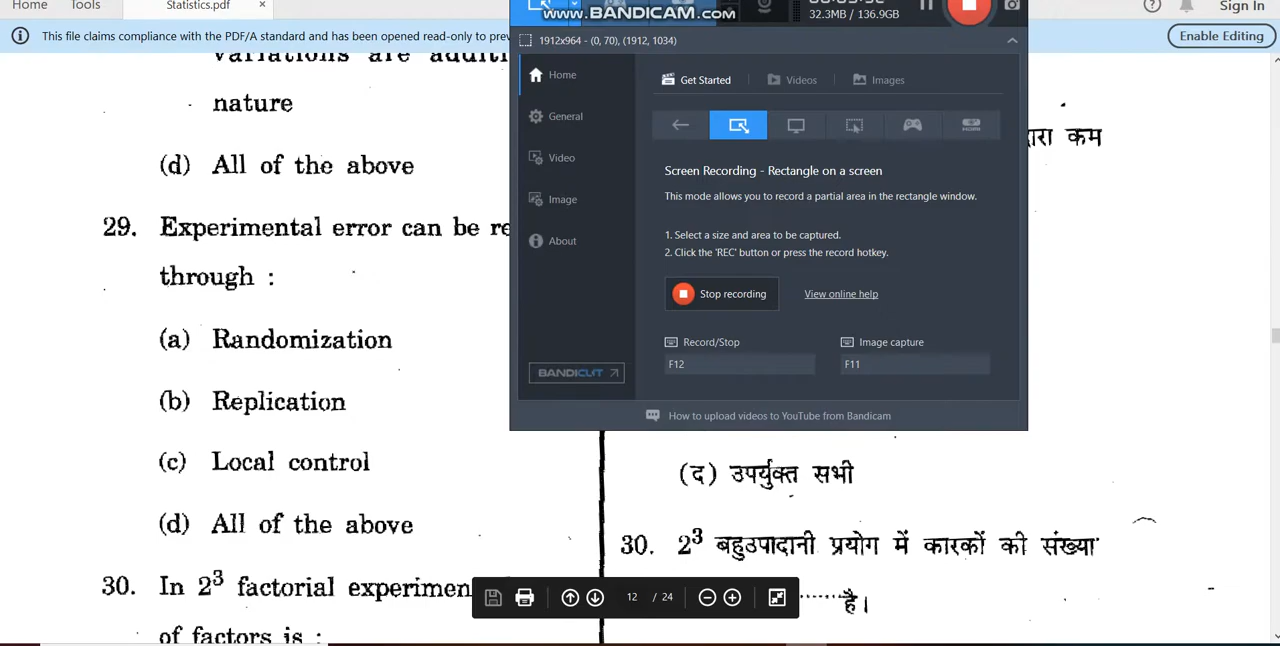 Home Tools Statistics.pdf × Sign In
This file claims compliance with the PDF/A standard and has been opened read-only to Enable Editing
variations are
nature
(d) All of the above
29. Experimental error can be
through :
(a) Randomization
(b) Replication
(c) Local control
(d) All of the above
30. In 2³ factorial
of factors is :
www.BANDICAM.com
32.3MB / 136.9GB
1912x964 - (0, 70), (1912, 1034)
Home
General
Video
Image
About
BANDICUT
Get Started Videos Images
HDMI
Screen Recording - Rectangle on a screen
This mode allows you to record a partial area in the rectangle window.
1. Select a size and area to be captured.
2. Click the 'REC' button or press the record hotkey.
Stop recording View online help
Record/Stop Image capture
F12 F11
How to upload videos to YouTube from Bandicam
कम
(द) उपर्युक्त सभी
30. 2³ बहुउपादानी प्रयोग में कारकों की संख्या
........है।
12 / 24